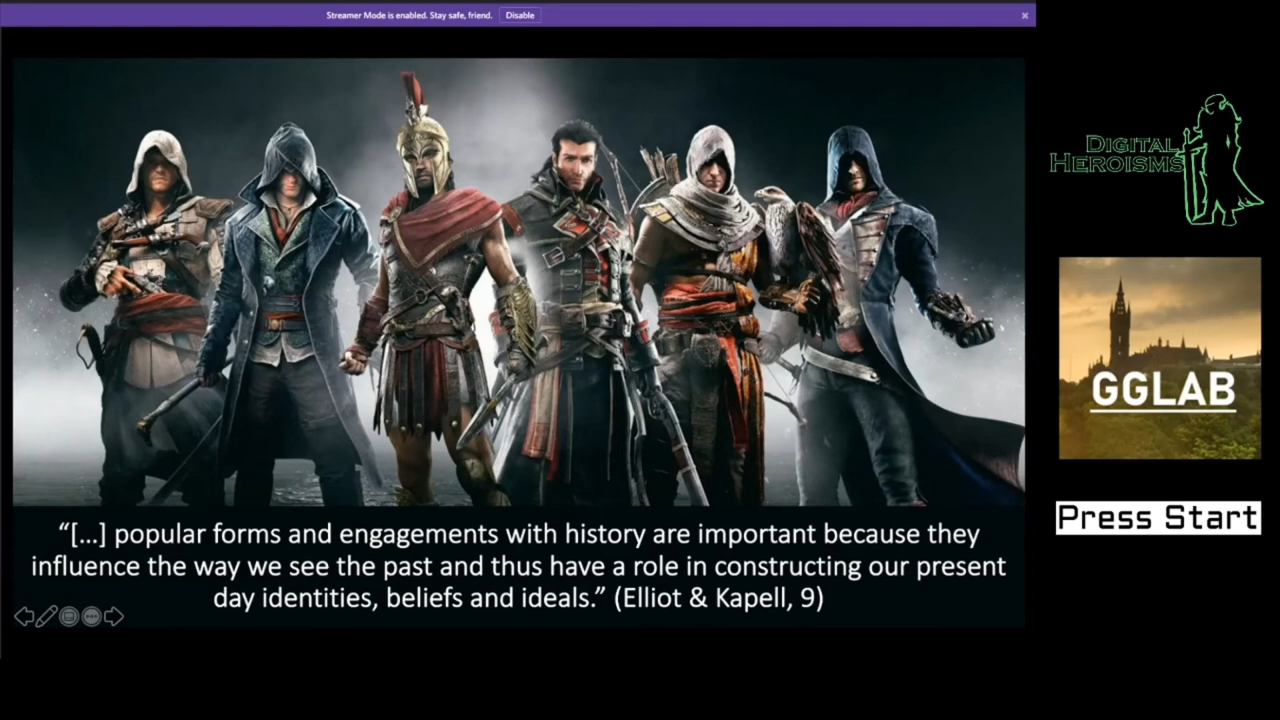 Streamer Mode is enabled. Stay safe, friend. Disable
DIGITAL
HEROISMS
GGLAB
Press Start
“[...] popular forms and engagements with history are important because they
influence the way we see the past and thus have a role in constructing our present
day identities, beliefs and ideals.” (Elliot & Kapell, 9)